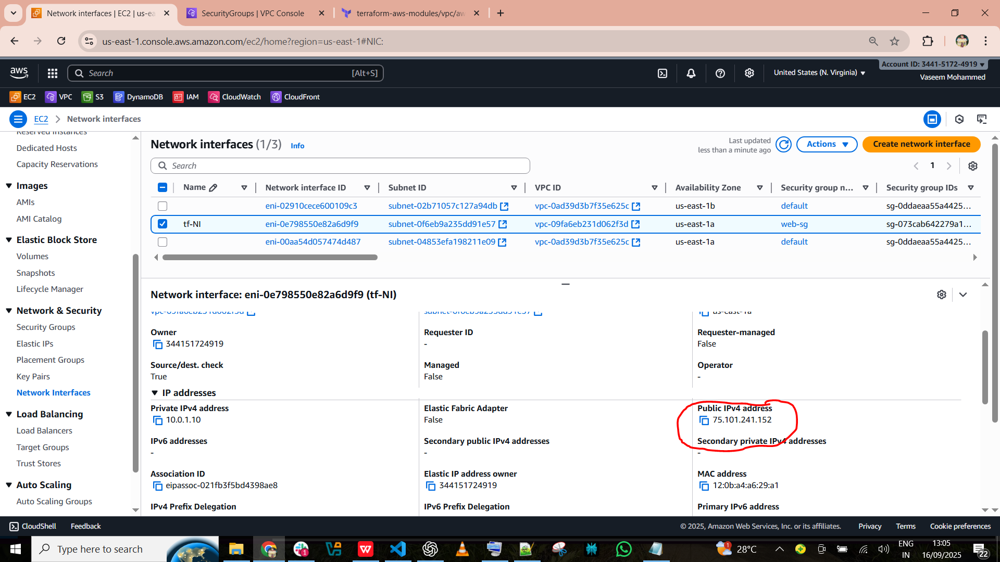 Network interfaces | EC2 | us-ea
SecurityGroups | VPC Console
terraform-aws-modules/vpc/aw
us-east-1.console.aws.amazon.com/ec2/home?region=us-east-1#NIC:
aws
Search [Alt+S]
United States (N. Virginia)
Account ID: 3441-5172-4919
Vaseem Mohammed
EC2 VPC S3 DynamoDB IAM CloudWatch CloudFront
EC2 Network interfaces
Reserved Instances
Dedicated Hosts
Capacity Reservations
Images
AMIs
AMI Catalog
Elastic Block Store
Volumes
Snapshots
Lifecycle Manager
Network & Security
Security Groups
Elastic IPs
Placement Groups
Key Pairs
Network Interfaces
Load Balancing
Load Balancers
Target Groups
Trust Stores
Auto Scaling
Auto Scaling Groups
Network interfaces (1/3) Info
Last updated
less than a minute ago
Actions
Create network interface
Search
1
Name Network interface ID Subnet ID VPC ID Availability Zone Security group n... Security group IDs
eni-02910cece600109c3 subnet-02b71057c127a94db vpc-0ad39d3b7f35e625c us-east-1b default sg-0ddaeaa55a4425...
tf-NI eni-0e798550e82a6d9f9 subnet-0f6eb9a235dd91e57 vpc-09fa6eb231d062f3d us-east-1a web-sg sg-073cab642279a1...
eni-00aa54d057474d487 subnet-04853efa198211e09 vpc-0ad39d3b7f35e625c us-east-1a default sg-0ddaeaa55a4425...
Network interface: eni-0e798550e82a6d9f9 (tf-NI)
vpc-09fa6eb231d062f3d subnet-0f6eb9a235dd91e57 us-east-1a
Owner Requester ID Requester-managed
344151724919 - False
Source/dest. check Managed Operator
True False -
IP addresses
Private IPv4 address Elastic Fabric Adapter Public IPv4 address
10.0.1.10 False 75.101.241.152
IPv6 addresses Secondary public IPv4 addresses Secondary private IPv4 addresses
- - -
Association ID Elastic IP address owner MAC address
eipassoc-021fb3f5bd4398ae8 344151724919 12:0b:a4:a6:29:a1
IPv4 Prefix Delegation IPv6 Prefix Delegation Primary IPv6 address
CloudShell Feedback © 2025, Amazon Web Services, Inc. or its affiliates. Privacy Terms Cookie preferences
Type here to search
1
W
1
28°C
ENG
IN
13:05
16/09/2025
22